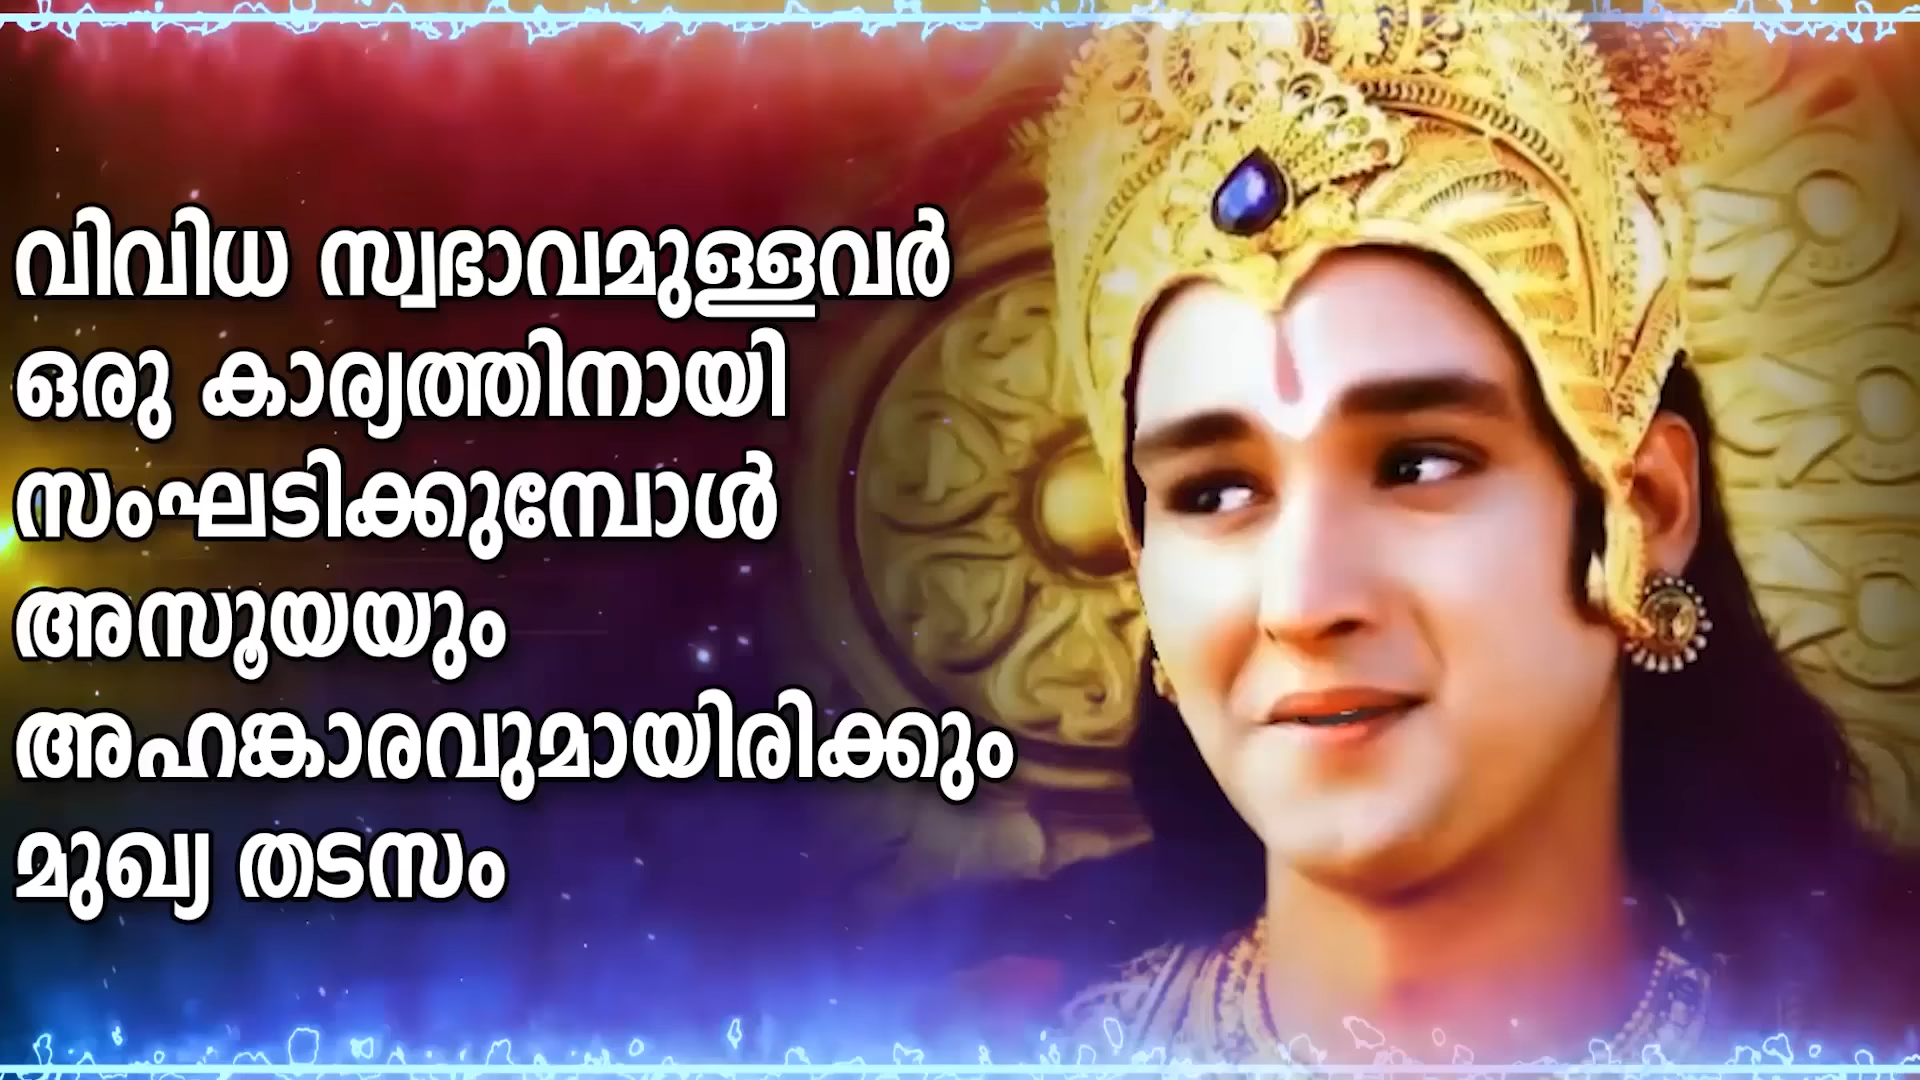 വിവിധ സ്വഭാവമുള്ളവർ
ഒരു കാര്യത്തിനായി
സംഘടിക്കുമ്പോൾ
അസൂയയും
അഹങ്കാരവുമായിരിക്കും
മുഖ്യ തടസം